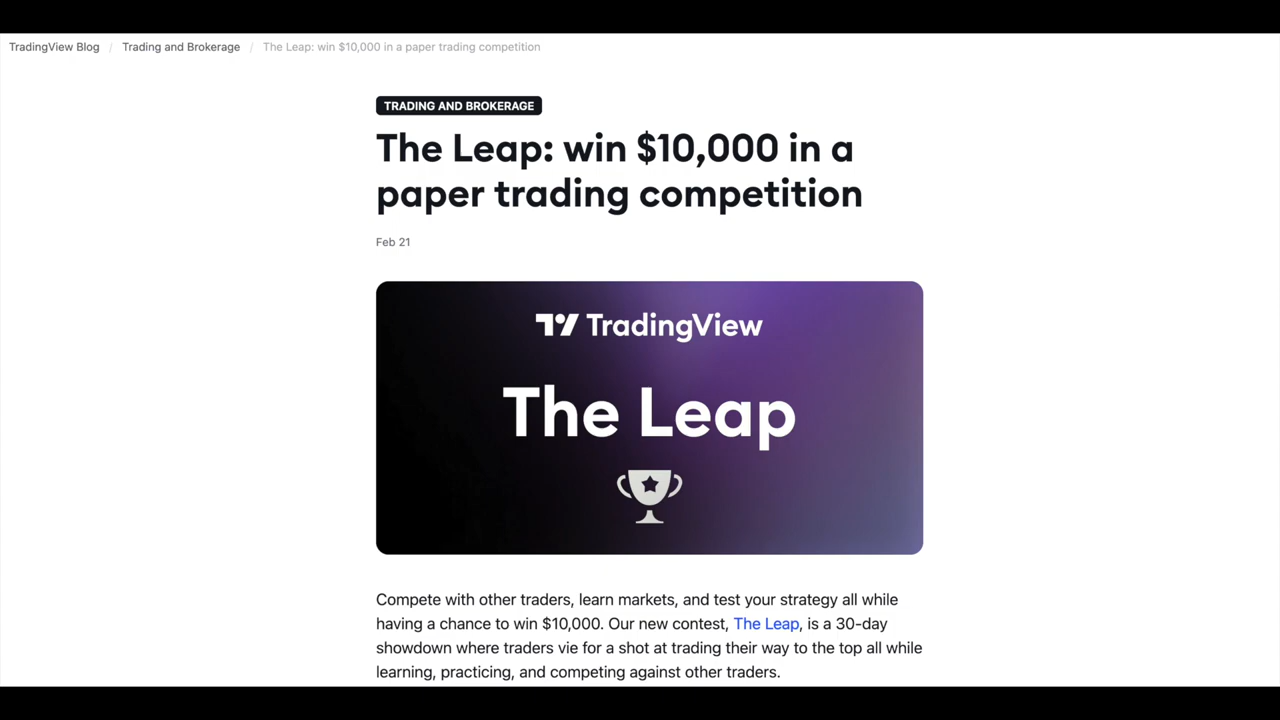 TradingView Blog / Trading and Brokerage / The Leap: win $10,000 in a paper trading competition
TRADING AND BROKERAGE
The Leap: win $10,000 in a
paper trading competition
Feb 21
TradingView
The Leap
Compete with other traders, learn markets, and test your strategy all while
having a chance to win $10,000. Our new contest, The Leap, is a 30-day
showdown where traders vie for a shot at trading their way to the top all while
learning, practicing, and competing against other traders.